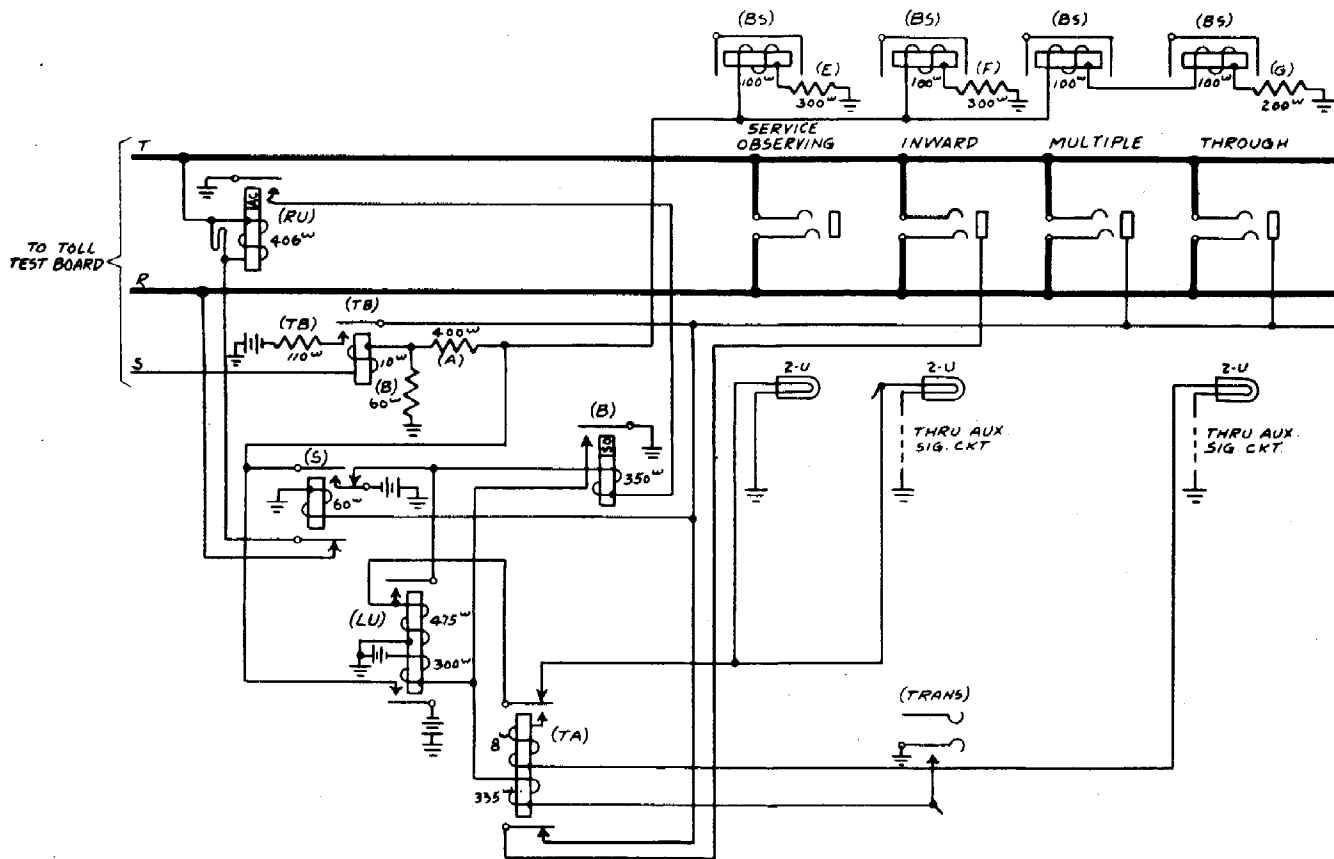 (BS) (BS) (BS) (BS)
(E) (F) (G)
100ω 100ω 100ω 100ω
300ω 300ω 200ω
SERVICE
OBSERVING INWARD MULTIPLE THROUGH
T
AC
(RU)
406ω
TO TOLL
TEST BOARD
R
(TB)
(TB) 400ω
110ω 10ω (A)
S
(B)
60ω
2-U 2-U 2-U
(B)
THRU AUX.
SIG. CKT.
THRU AUX.
SIG. CKT.
(S) SO
60ω 350ω
475ω
(LU)
300ω
(TRANS)
8ω (TA)
335ω